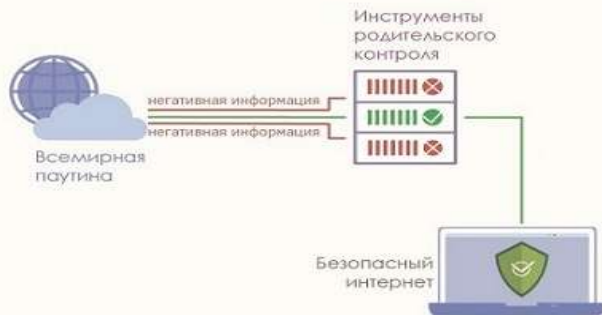 Инструменты
родительского
контроля
негативная информация
негативная информация
Всемирная
паутина
Безопасный
интернет